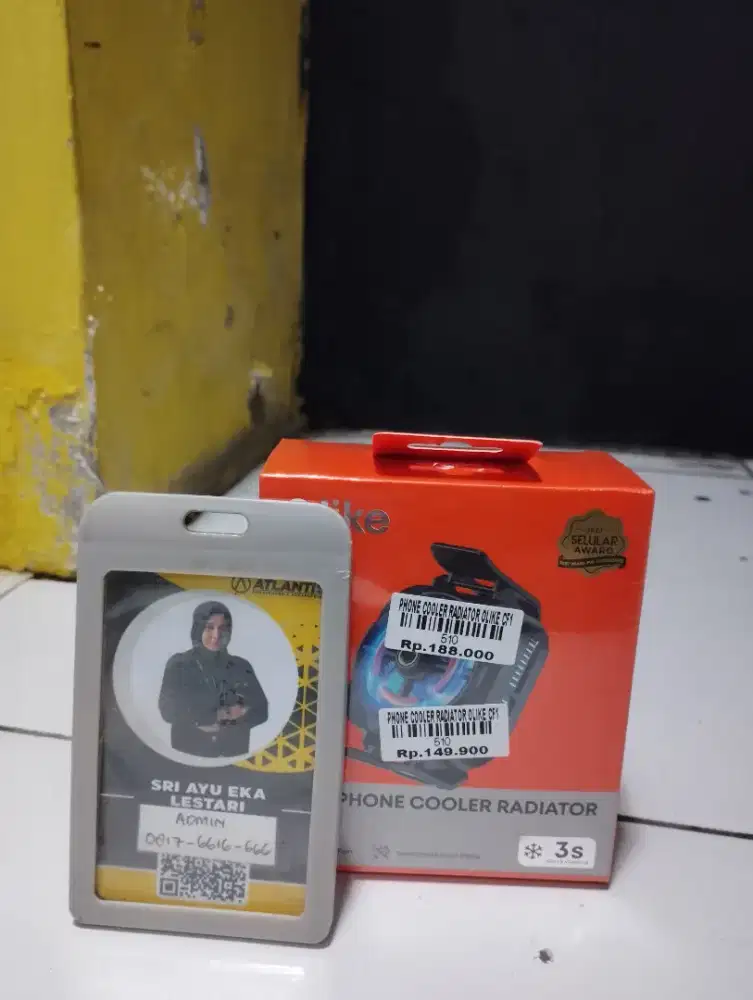 ATLANTI
SRI AYU EKA
LESTARI
ADMIN
0817-6616-666
Olike
SELULAR
AWARD
PHONE COOLER RADIATOR OLIKE CF1
510
Rp.188.000
PHONE COOLER RADIATOR OLIKE CF1
510
Rp.149.900
PHONE COOLER RADIATOR
3s